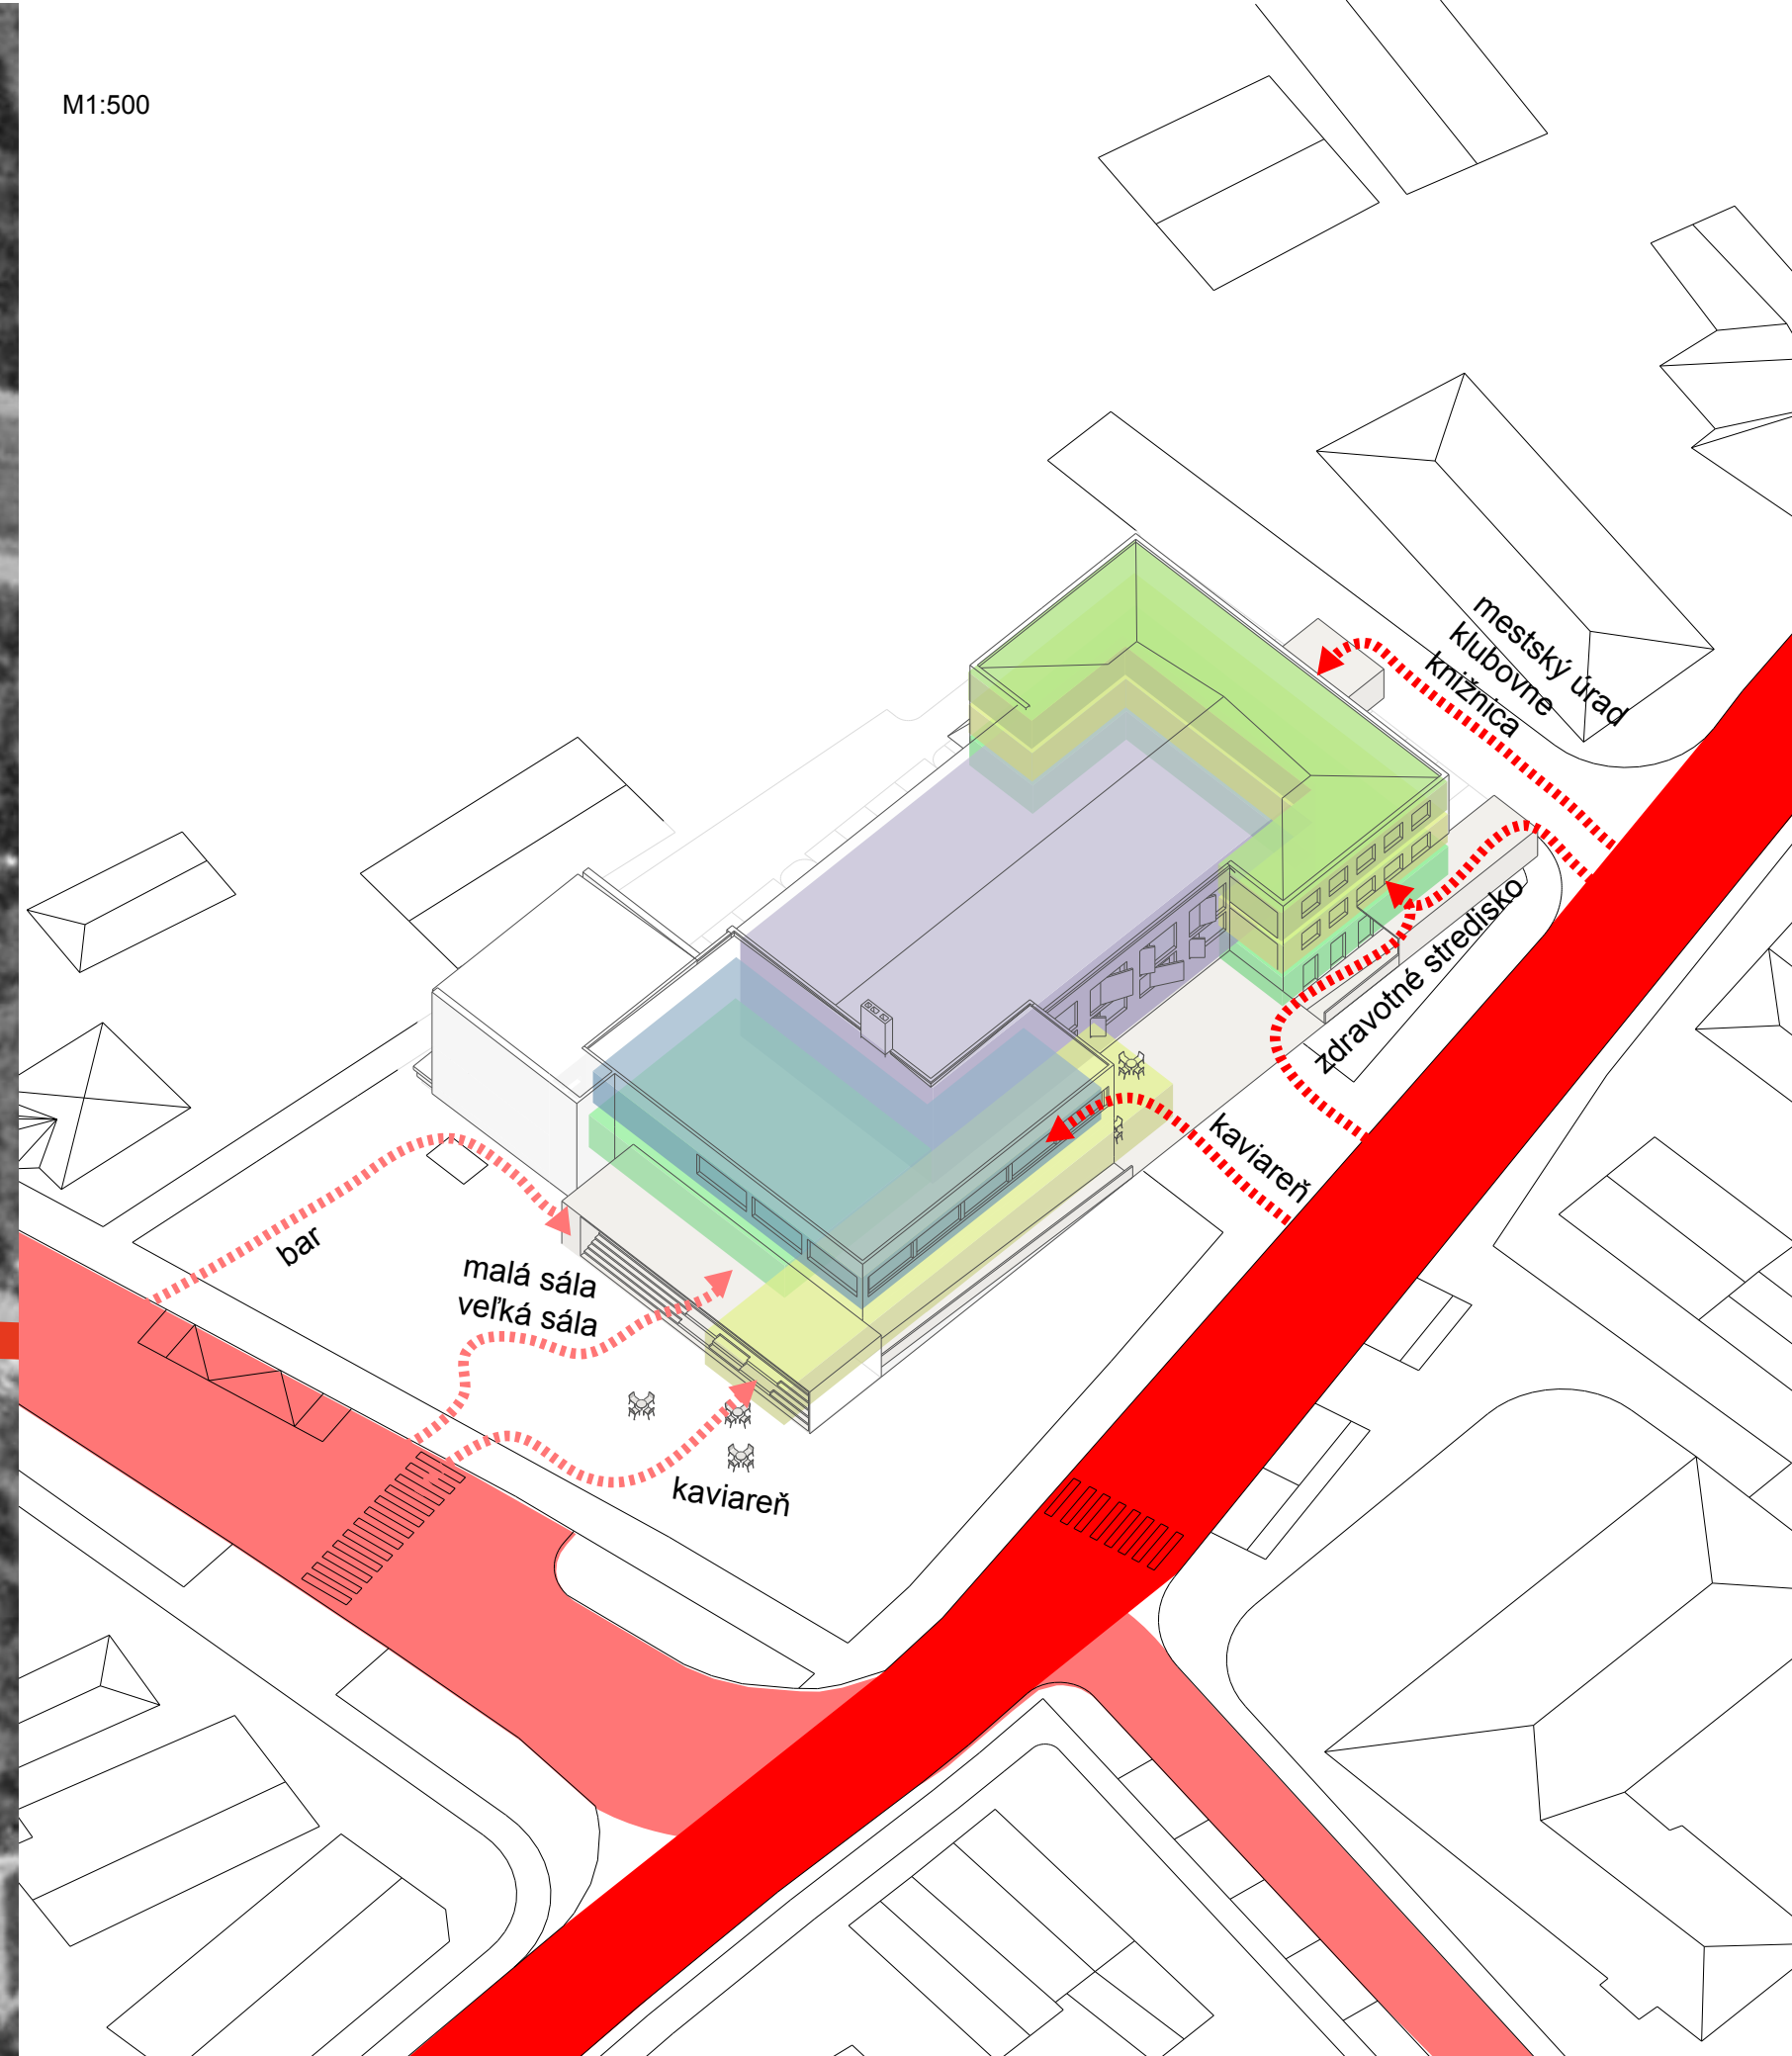 M1:500
mestský úrad
klubovne
knižnica
zdravotné stredisko
kaviareň
bar
malá sála
veľká sála
kaviareň